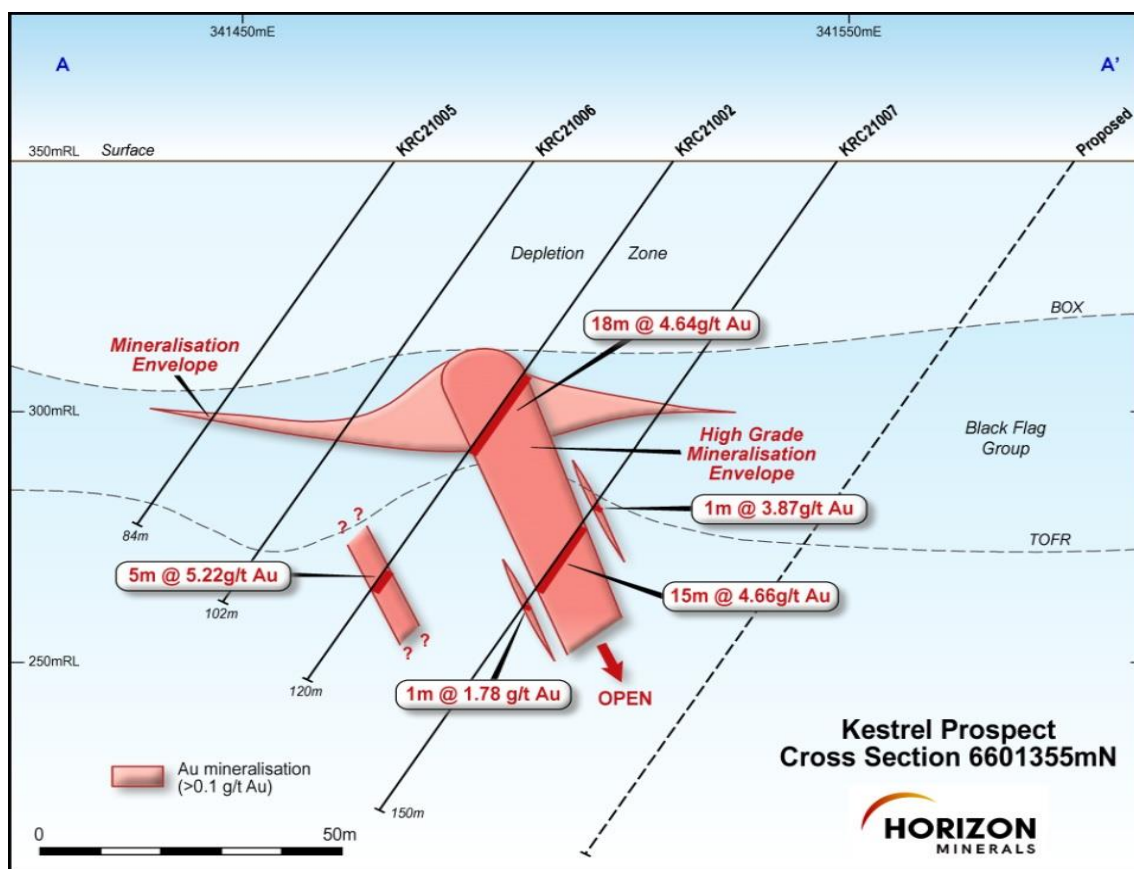 341450mE
341550mE
A
A'
KRC21005
KRC21006
KRC21002
KRC21007
Proposed
350mRL
Surface
Depletion
Zone
BOX
18m @ 4.64g/t Au
Mineralisation
Envelope
300mRL
High Grade
Mineralisation
Envelope
Black Flag
Group
1m @ 3.87g/t Au
84m
? ?
TOFR
5m @ 5.22g/t Au
15m @ 4.66g/t Au
102m
? ?
250mRL
120m
1m @ 1.78 g/t Au
OPEN
Kestrel Prospect
Cross Section 6601355mN
Au mineralisation
(>0.1 g/t Au)
150m
0
50m
HORIZON
MINERALS